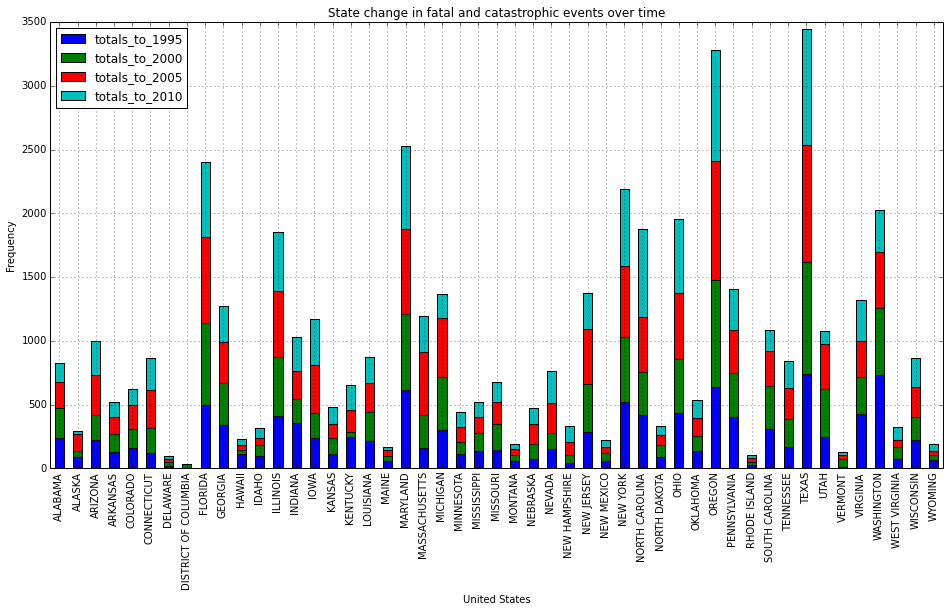 State change in fatal and catastrophic events over time
totals_to_1995
totals_to_2000
totals_to_2005
totals_to_2010
3500
3000
2500
2000
1500
1000
500
0
Frequency
ALABAMA
ALASKA
ARIZONA
ARKANSAS
COLORADO
CONNECTICUT
DELAWARE
DISTRICT OF COLUMBIA
FLORIDA
GEORGIA
HAWAII
IDAHO
ILLINOIS
INDIANA
IOWA
KANSAS
KENTUCKY
LOUISIANA
MAINE
MARYLAND
MASSACHUSETTS
MICHIGAN
MINNESOTA
MISSISSIPPI
MISSOURI
MONTANA
NEBRASKA
NEVADA
NEW HAMPSHIRE
NEW JERSEY
NEW MEXICO
NEW YORK
NORTH CAROLINA
NORTH DAKOTA
OHIO
OKLAHOMA
OREGON
PENNSYLVANIA
RHODE ISLAND
SOUTH CAROLINA
TENNESSEE
TEXAS
UTAH
VERMONT
VIRGINIA
WASHINGTON
WEST VIRGINIA
WISCONSIN
WYOMING
United States